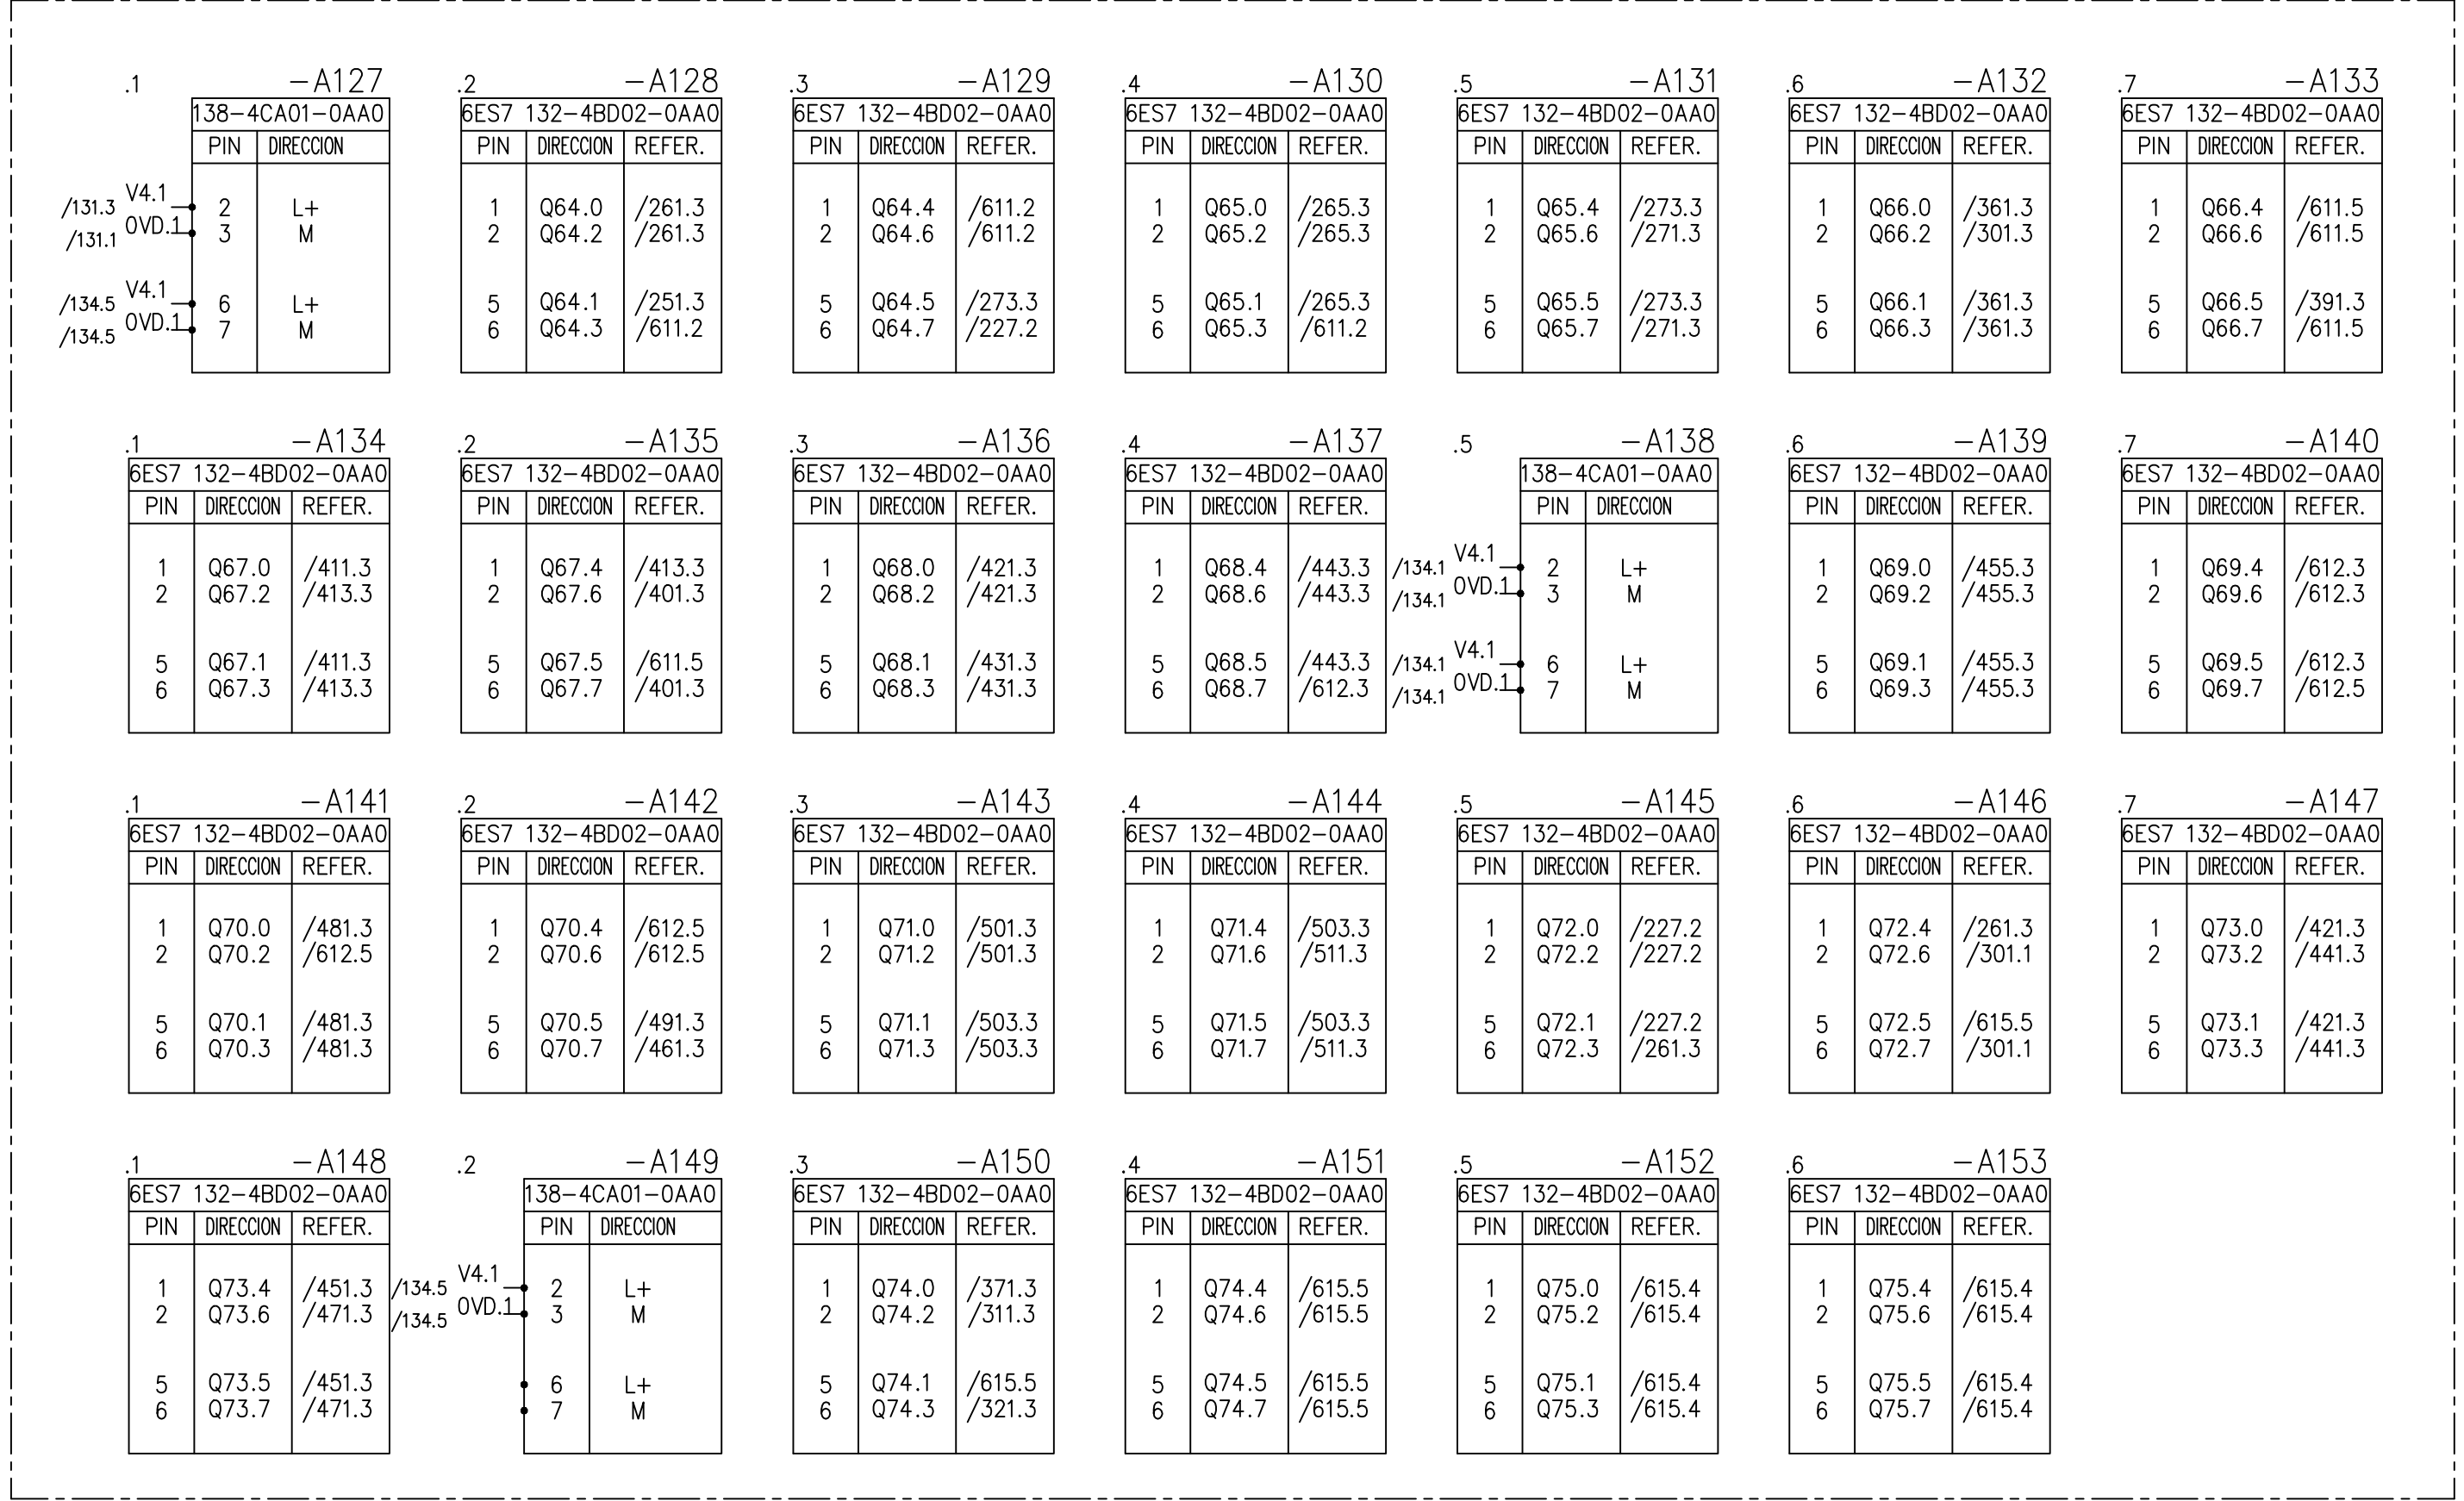 .1 -A127 .2 -A128 .3 -A129 .4 -A130 .5 -A131 .6 -A132 .7 -A133
138-4CA01-0AA0 6ES7 132-4BD02-0AA0 6ES7 132-4BD02-0AA0 6ES7 132-4BD02-0AA0 6ES7 132-4BD02-0AA0 6ES7 132-4BD02-0AA0 6ES7 132-4BD02-0AA0
PIN DIRECCION PIN DIRECCION REFER. PIN DIRECCION REFER. PIN DIRECCION REFER. PIN DIRECCION REFER. PIN DIRECCION REFER. PIN DIRECCION REFER.
/131.3 V4.1 2 L+ 1 Q64.0 /261.3 1 Q64.4 /611.2 1 Q65.0 /265.3 1 Q65.4 /273.3 1 Q66.0 /361.3 1 Q66.4 /611.5
/131.1 0VD.1 3 M 2 Q64.2 /261.3 2 Q64.6 /611.2 2 Q65.2 /265.3 2 Q65.6 /271.3 2 Q66.2 /301.3 2 Q66.6 /611.5
/134.5 V4.1 6 L+ 5 Q64.1 /251.3 5 Q64.5 /273.3 5 Q65.1 /265.3 5 Q65.5 /273.3 5 Q66.1 /361.3 5 Q66.5 /391.3
/134.5 0VD.1 7 M 6 Q64.3 /611.2 6 Q64.7 /227.2 6 Q65.3 /611.2 6 Q65.7 /271.3 6 Q66.3 /361.3 6 Q66.7 /611.5
.1 -A134 .2 -A135 .3 -A136 .4 -A137 .5 -A138 .6 -A139 .7 -A140
6ES7 132-4BD02-0AA0 6ES7 132-4BD02-0AA0 6ES7 132-4BD02-0AA0 6ES7 132-4BD02-0AA0 138-4CA01-0AA0 6ES7 132-4BD02-0AA0 6ES7 132-4BD02-0AA0
PIN DIRECCION REFER. PIN DIRECCION REFER. PIN DIRECCION REFER. PIN DIRECCION REFER. PIN DIRECCION PIN DIRECCION REFER. PIN DIRECCION REFER.
1 Q67.0 /411.3 1 Q67.4 /413.3 1 Q68.0 /421.3 1 Q68.4 /443.3 /134.1 V4.1 2 L+ 1 Q69.0 /455.3 1 Q69.4 /612.3
2 Q67.2 /413.3 2 Q67.6 /401.3 2 Q68.2 /421.3 2 Q68.6 /443.3 /134.1 0VD.1 3 M 2 Q69.2 /455.3 2 Q69.6 /612.3
5 Q67.1 /411.3 5 Q67.5 /611.5 5 Q68.1 /431.3 5 Q68.5 /443.3 /134.1 V4.1 6 L+ 5 Q69.1 /455.3 5 Q69.5 /612.3
6 Q67.3 /413.3 6 Q67.7 /401.3 6 Q68.3 /431.3 6 Q68.7 /612.3 /134.1 0VD.1 7 M 6 Q69.3 /455.3 6 Q69.7 /612.5
.1 -A141 .2 -A142 .3 -A143 .4 -A144 .5 -A145 .6 -A146 .7 -A147
6ES7 132-4BD02-0AA0 6ES7 132-4BD02-0AA0 6ES7 132-4BD02-0AA0 6ES7 132-4BD02-0AA0 6ES7 132-4BD02-0AA0 6ES7 132-4BD02-0AA0 6ES7 132-4BD02-0AA0
PIN DIRECCION REFER. PIN DIRECCION REFER. PIN DIRECCION REFER. PIN DIRECCION REFER. PIN DIRECCION REFER. PIN DIRECCION REFER. PIN DIRECCION REFER.
1 Q70.0 /481.3 1 Q70.4 /612.5 1 Q71.0 /501.3 1 Q71.4 /503.3 1 Q72.0 /227.2 1 Q72.4 /261.3 1 Q73.0 /421.3
2 Q70.2 /612.5 2 Q70.6 /612.5 2 Q71.2 /501.3 2 Q71.6 /511.3 2 Q72.2 /227.2 2 Q72.6 /301.1 2 Q73.2 /441.3
5 Q70.1 /481.3 5 Q70.5 /491.3 5 Q71.1 /503.3 5 Q71.5 /503.3 5 Q72.1 /227.2 5 Q72.5 /615.5 5 Q73.1 /421.3
6 Q70.3 /481.3 6 Q70.7 /461.3 6 Q71.3 /503.3 6 Q71.7 /511.3 6 Q72.3 /261.3 6 Q72.7 /301.1 6 Q73.3 /441.3
.1 -A148 .2 -A149 .3 -A150 .4 -A151 .5 -A152 .6 -A153
6ES7 132-4BD02-0AA0 138-4CA01-0AA0 6ES7 132-4BD02-0AA0 6ES7 132-4BD02-0AA0 6ES7 132-4BD02-0AA0 6ES7 132-4BD02-0AA0
PIN DIRECCION REFER. PIN DIRECCION PIN DIRECCION REFER. PIN DIRECCION REFER. PIN DIRECCION REFER. PIN DIRECCION REFER.
1 Q73.4 /451.3 /134.5 V4.1 2 L+ 1 Q74.0 /371.3 1 Q74.4 /615.5 1 Q75.0 /615.4 1 Q75.4 /615.4
2 Q73.6 /471.3 /134.5 0VD.1 3 M 2 Q74.2 /311.3 2 Q74.6 /615.5 2 Q75.2 /615.4 2 Q75.6 /615.4
5 Q73.5 /451.3 6 L+ 5 Q74.1 /615.5 5 Q74.5 /615.5 5 Q75.1 /615.4 5 Q75.5 /615.4
6 Q73.7 /471.3 7 M 6 Q74.3 /321.3 6 Q74.7 /615.5 6 Q75.3 /615.4 6 Q75.7 /615.4